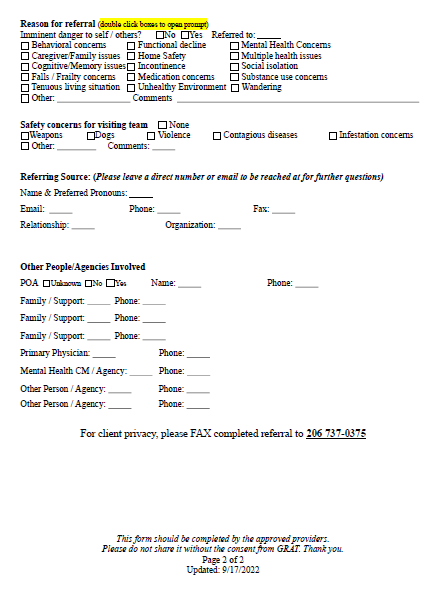 Reason for referral (double click boxes to open prompt)
Imminent danger to self / others? ☐No ☐Yes Referred to: _____
☐ Behavioral concerns ☐ Functional decline ☐ Mental Health Concerns
☐ Caregiver/Family issues ☐ Home Safety ☐ Multiple health issues
☐ Cognitive/Memory issues ☐ Incontinence ☐ Social isolation
☐ Falls / Frailty concerns ☐ Medication concerns ☐ Substance use concerns
☐ Tenuous living situation ☐ Unhealthy Environment ☐ Wandering
☐ Other: ________________ Comments ________________________________________
Safety concerns for visiting team ☐ None
☐Weapons ☐Dogs ☐ Violence ☐ Contagious diseases ☐ Infestation concerns
☐ Other: ________ Comments: _____
Referring Source: (Please leave a direct number or email to be reached at for further questions)
Name & Preferred Pronouns: _____
Email: _____ Phone: _____ Fax: _____
Relationship: _____ Organization: _____
Other People/Agencies Involved
POA ☐Unknown ☐No ☐Yes Name: _____ Phone: _____
Family / Support: _____ Phone: _____
Family / Support: _____ Phone: _____
Family / Support: _____ Phone: _____
Primary Physician: _____ Phone: _____
Mental Health CM / Agency: _____ Phone: _____
Other Person / Agency: _____ Phone: _____
Other Person / Agency: _____ Phone: _____
For client privacy, please FAX completed referral to 206 737-0375
This form should be completed by the approved providers.
Please do not share it without the consent from GRAT. Thank you.
Page 2 of 2
Updated: 9/17/2022